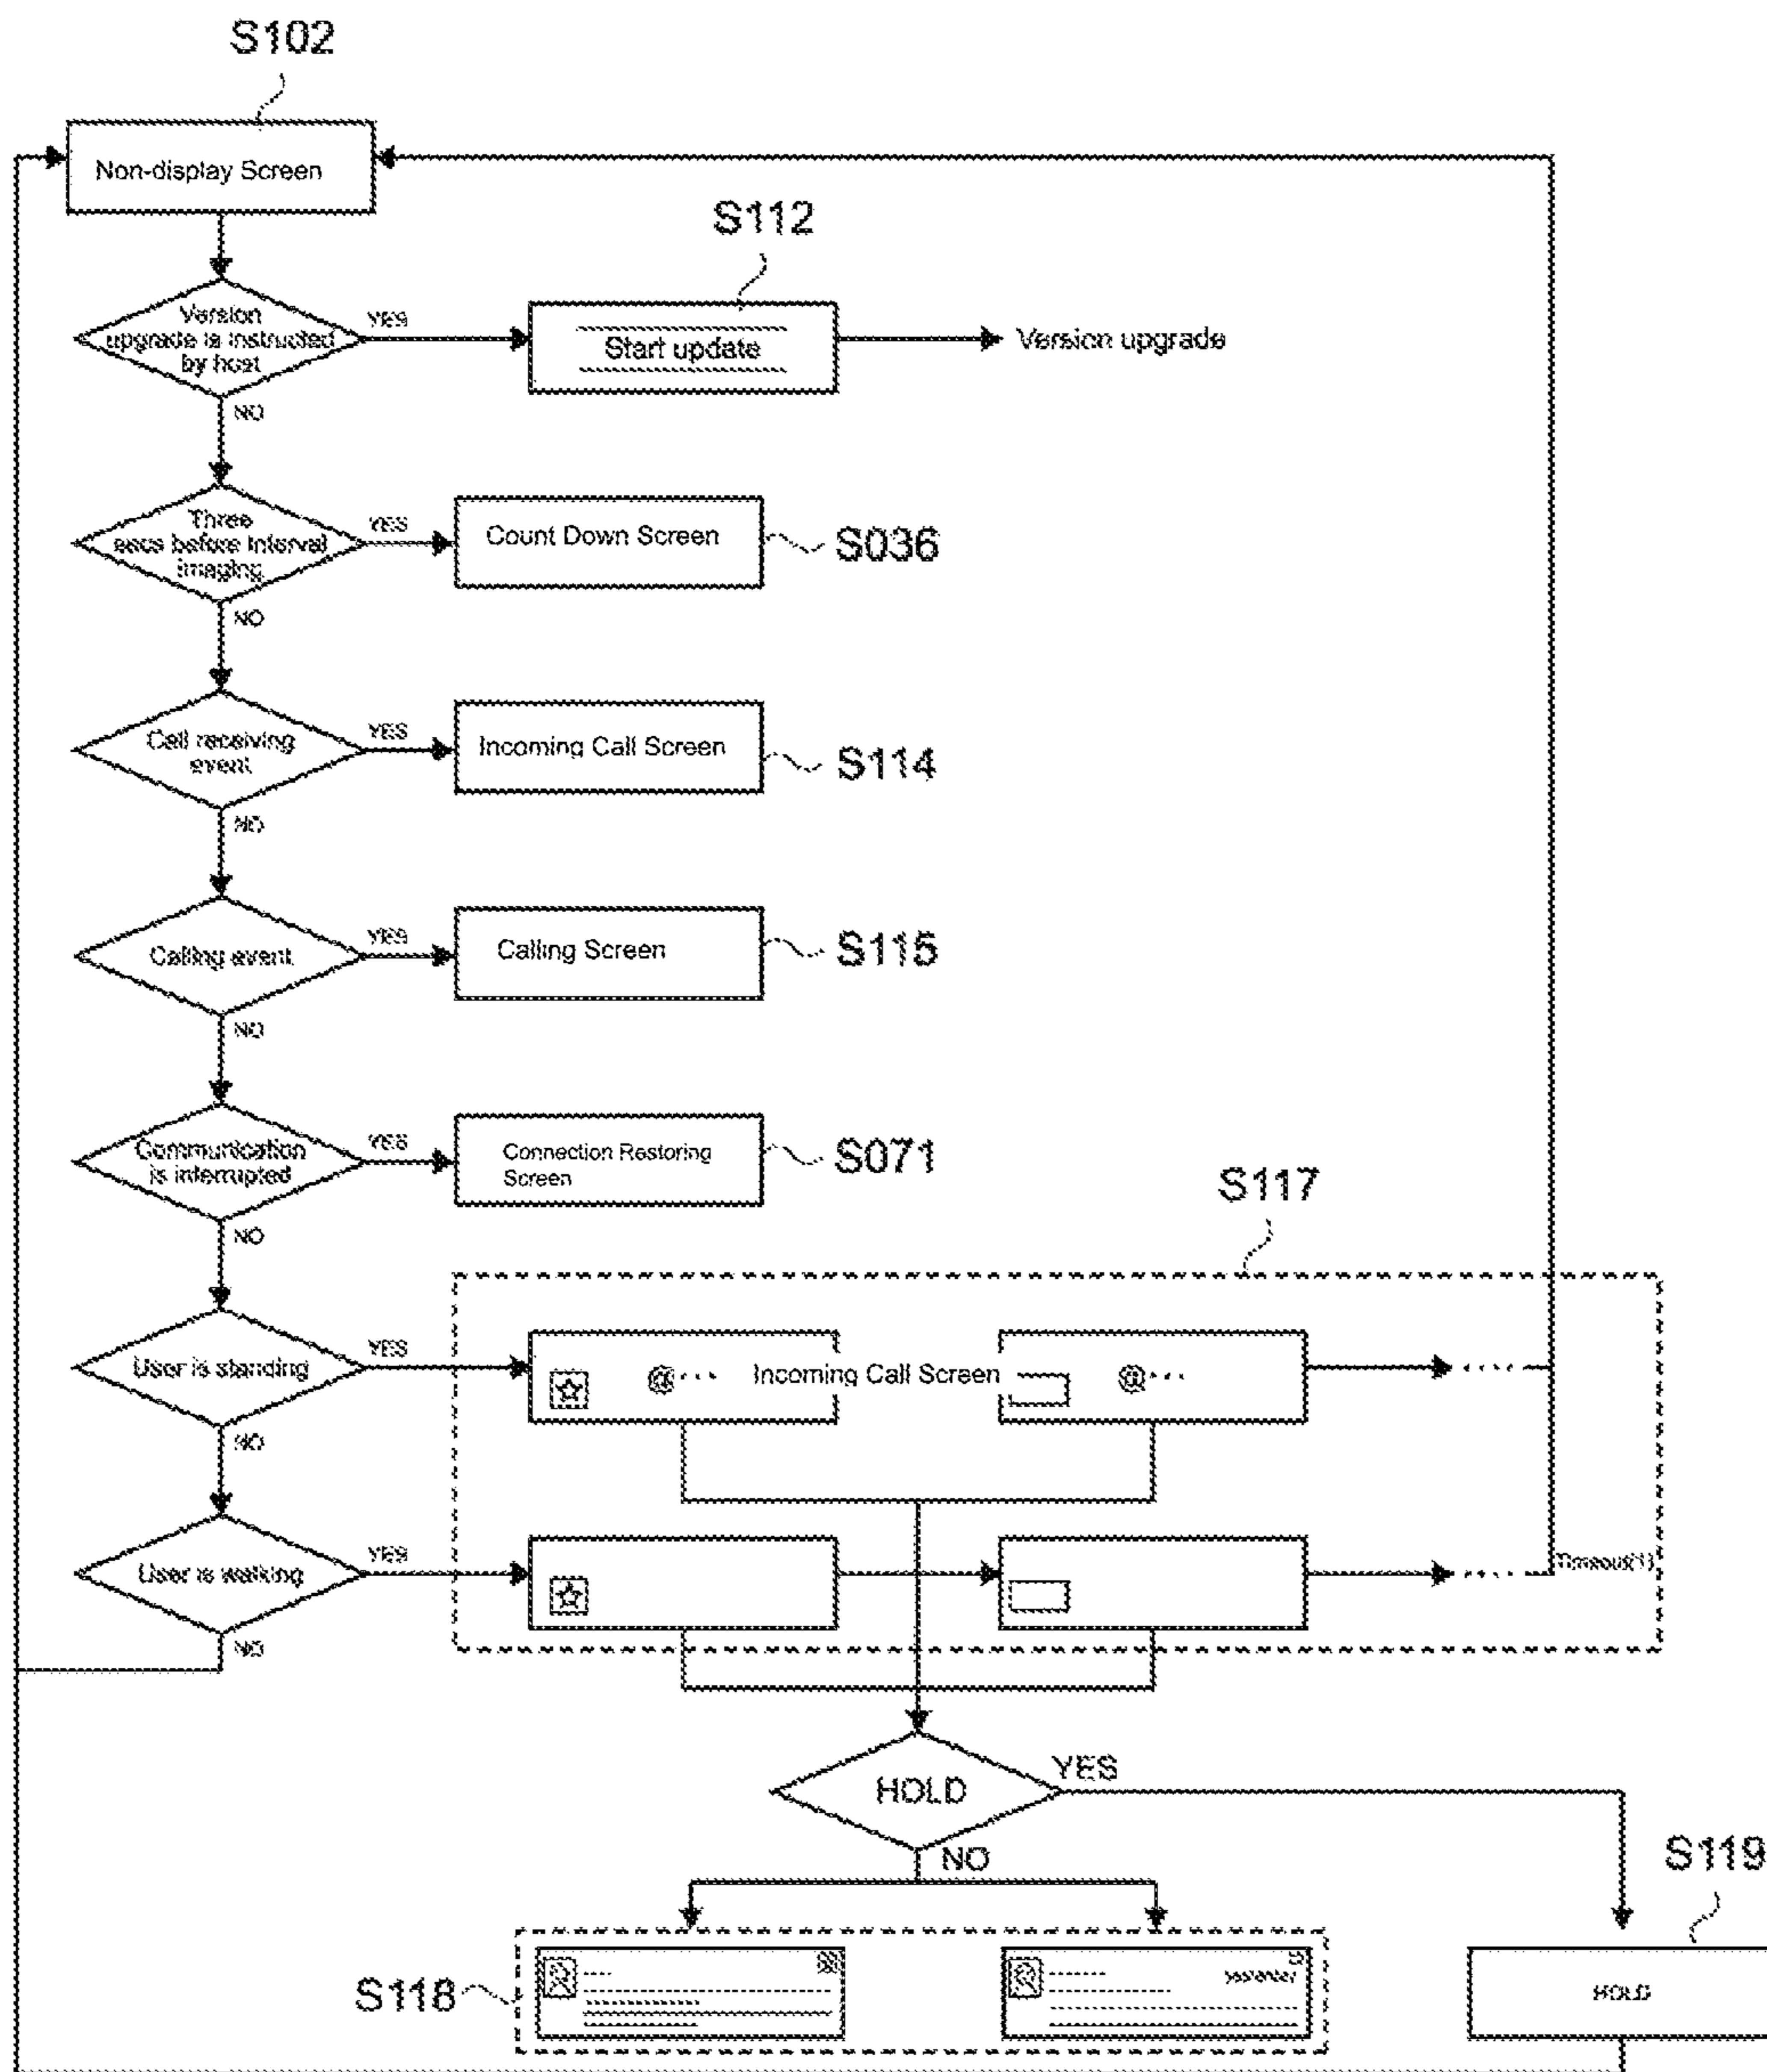 S102
Non-display Screen
S112
Version
upgrade is instructed
by host
YES
Start update
Version upgrade
NO
Three
secs before interval
imaging
YES
Count Down Screen
S036
NO
Call receiving
event
YES
Incoming Call Screen
S114
NO
Calling event
YES
Calling Screen
S115
NO
Communication
is interrupted
YES
Connection Restoring
Screen
S071
S117
NO
User is standing
YES
@・・・
Incoming Call Screen
@・・・
NO
User is walking
YES
Timeout(1)
NO
HOLD
YES
NO
S119
S118
yesterday
HOLD